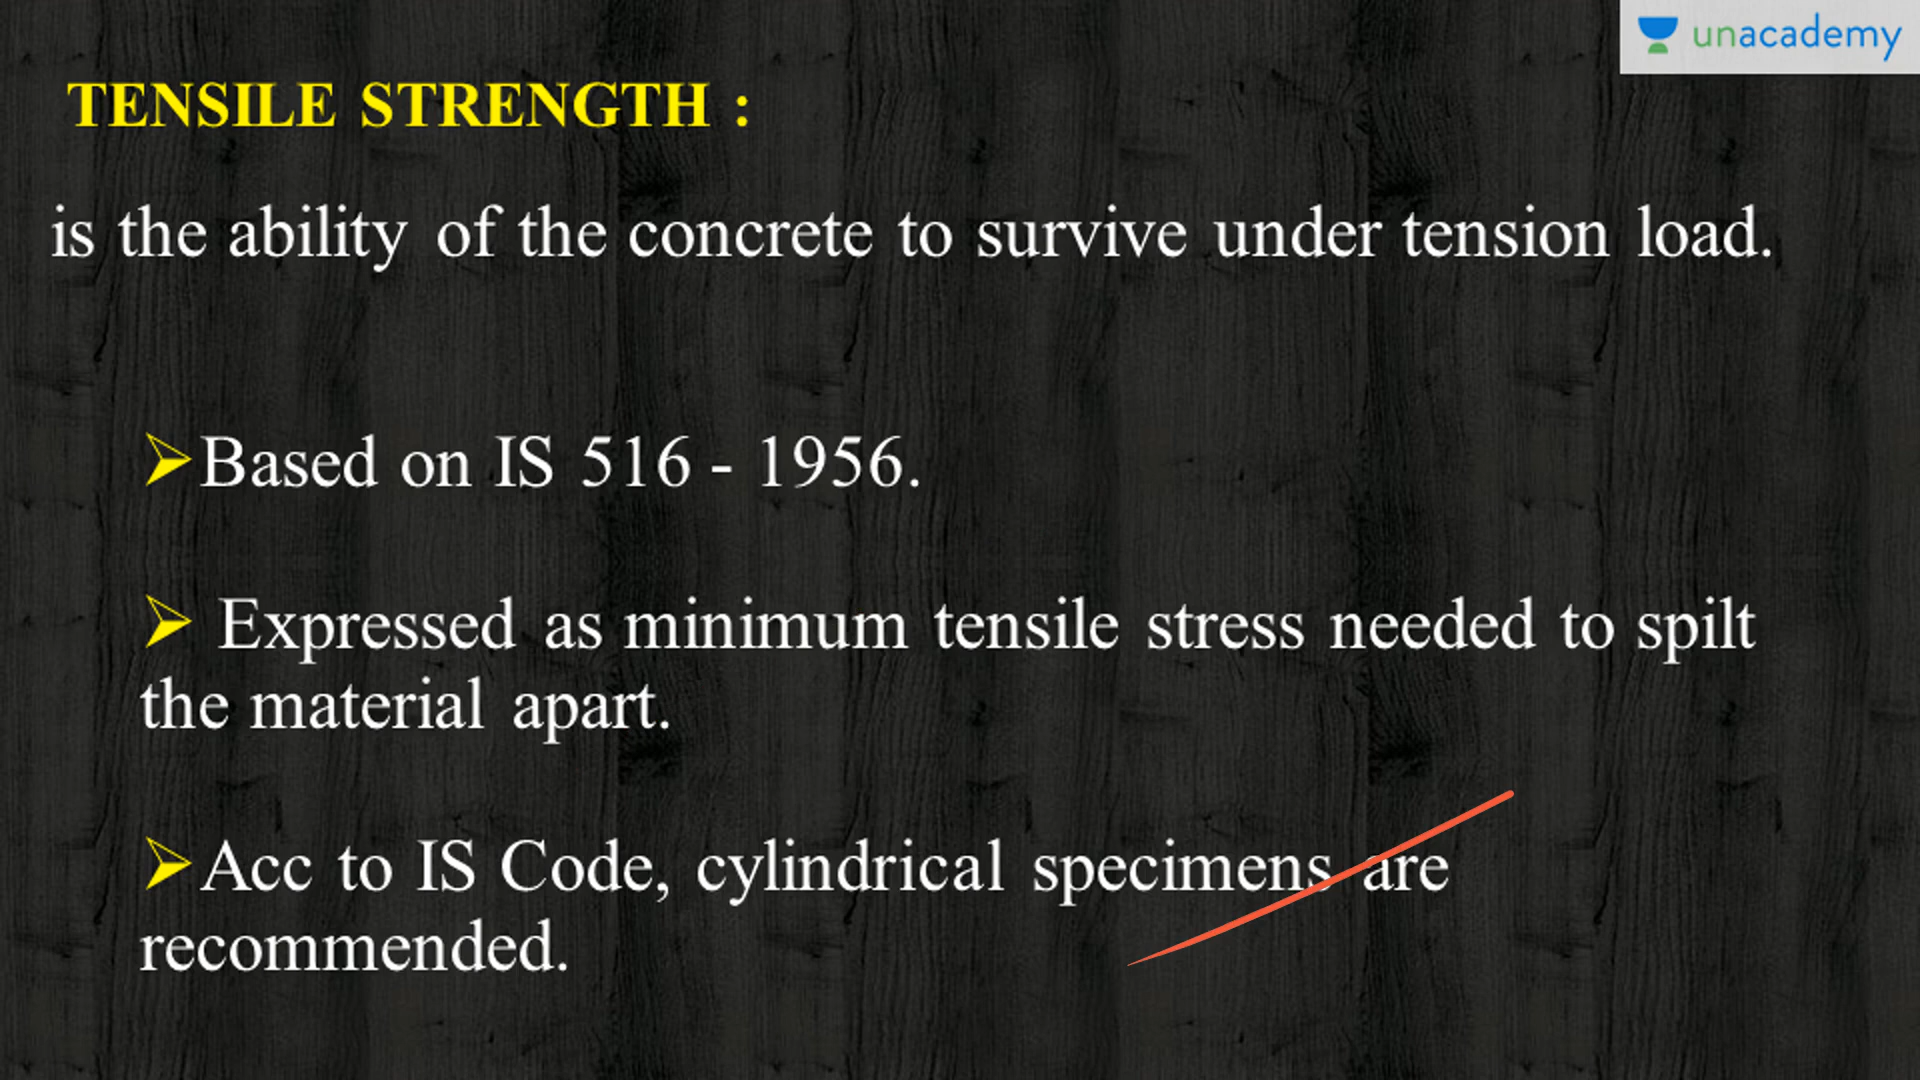 unacademy
TENSILE STRENGTH :
is the ability of the concrete to survive under tension load.
➢Based on IS 516 - 1956.
➢ Expressed as minimum tensile stress needed to spilt
the material apart.
➢Acc to IS Code, cylindrical specimens are
recommended.